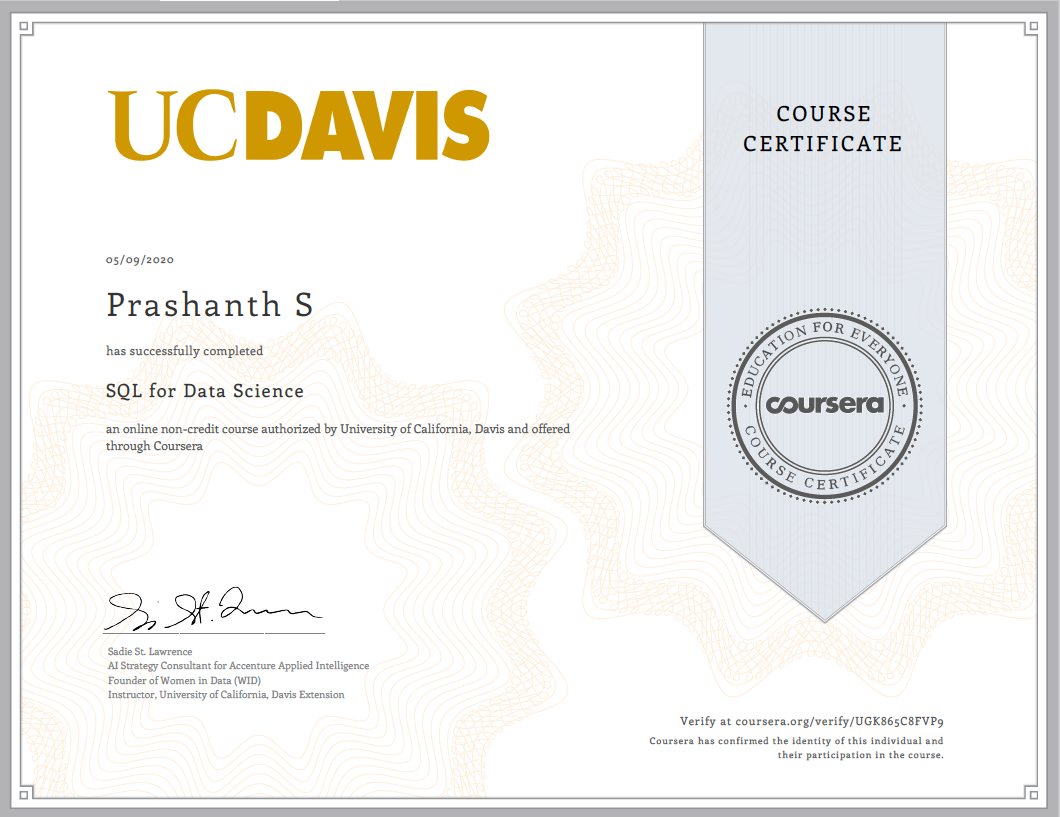 UCDAVIS
COURSE
CERTIFICATE
05/09/2020
Prashanth S
has successfully completed
SQL for Data Science
an online non-credit course authorized by University of California, Davis and offered
through Coursera
EDUCATION FOR EVERYONE
coursera
COURSE CERTIFICATE
Sadie St. Lawrence
AI Strategy Consultant for Accenture Applied Intelligence
Founder of Women in Data (WID)
Instructor, University of California, Davis Extension
Verify at coursera.org/verify/UGK865C8FVP9
Coursera has confirmed the identity of this individual and
their participation in the course.